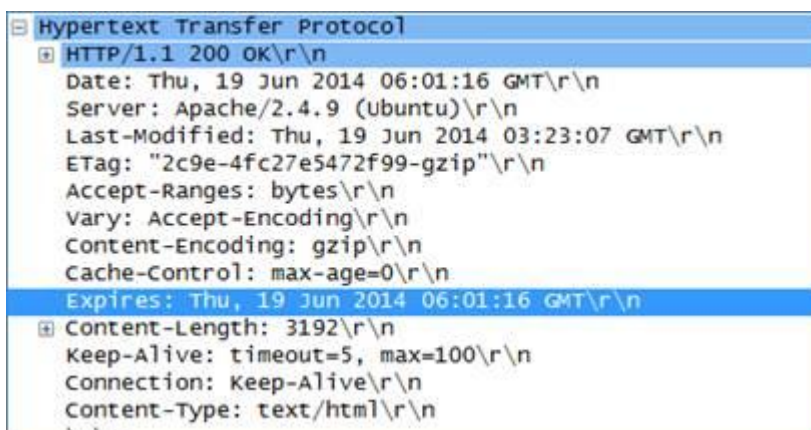 Hypertext Transfer Protocol
HTTP/1.1 200 OK\r\n
Date: Thu, 19 Jun 2014 06:01:16 GMT\r\n
Server: Apache/2.4.9 (Ubuntu)\r\n
Last-Modified: Thu, 19 Jun 2014 03:23:07 GMT\r\n
ETag: "2c9e-4fc27e5472f99-gzip"\r\n
Accept-Ranges: bytes\r\n
Vary: Accept-Encoding\r\n
Content-Encoding: gzip\r\n
Cache-Control: max-age=0\r\n
Expires: Thu, 19 Jun 2014 06:01:16 GMT\r\n
Content-Length: 3192\r\n
Keep-Alive: timeout=5, max=100\r\n
Connection: Keep-Alive\r\n
Content-Type: text/html\r\n